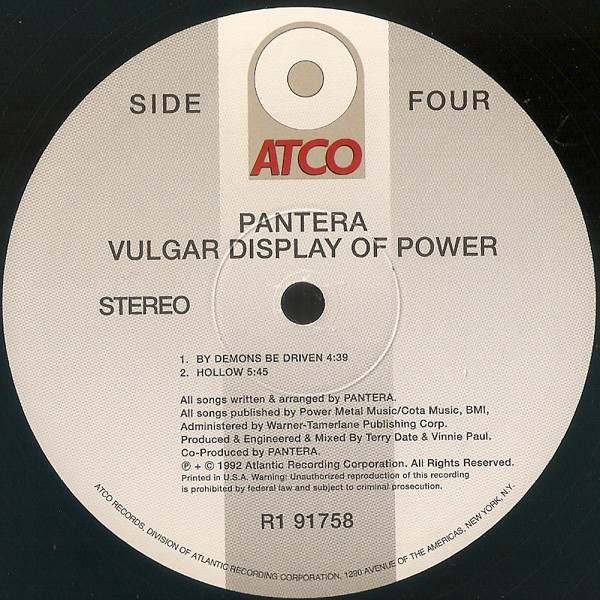 SIDE FOUR
ATCO
PANTERA
VULGAR DISPLAY OF POWER
STEREO
1. BY DEMONS BE DRIVEN 4:39
2. HOLLOW 5:45
All songs written & arranged by PANTERA.
All songs published by Power Metal Music/Cota Music, BMI,
Administered by Warner-Tamerlane Publishing Corp.
Produced & Engineered & Mixed By Terry Date & Vinnie Paul.
Co-Produced by PANTERA.
℗ + © 1992 Atlantic Recording Corporation. All Rights Reserved.
Printed in U.S.A. Warning: Unauthorized reproduction of this recording
is prohibited by federal law and subject to criminal prosecution.
R1 91758
ATCO RECORDS, DIVISION OF ATLANTIC RECORDING CORPORATION, 1290 AVENUE OF THE AMERICAS, NEW YORK, N.Y.